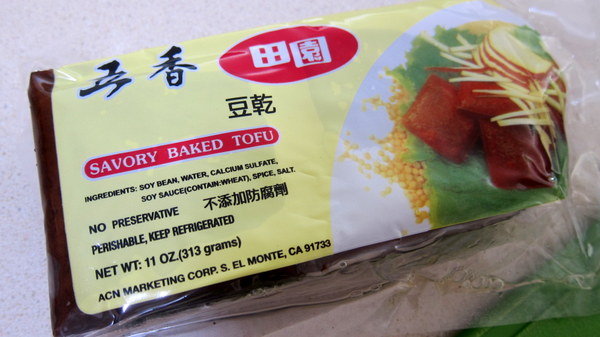 五香
田園
豆乾
SAVORY BAKED TOFU
INGREDIENTS: SOY BEAN, WATER, CALCIUM SULFATE,
SOY SAUCE(CONTAIN:WHEAT), SPICE, SALT.
NO PRESERVATIVE 不添加防腐劑
PERISHABLE, KEEP REFRIGERATED
NET WT: 11 OZ.(313 grams)
ACN MARKETING CORP. S. EL MONTE, CA 91733